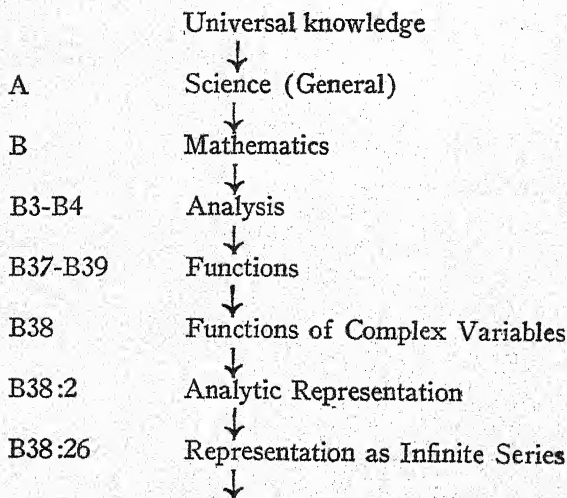 Universal knowledge
A Science (General)
B Mathematics
B3-B4 Analysis
B37-B39 Functions
B38 Functions of Complex Variables
B38:2 Analytic Representation
B38:26 Representation as Infinite Series